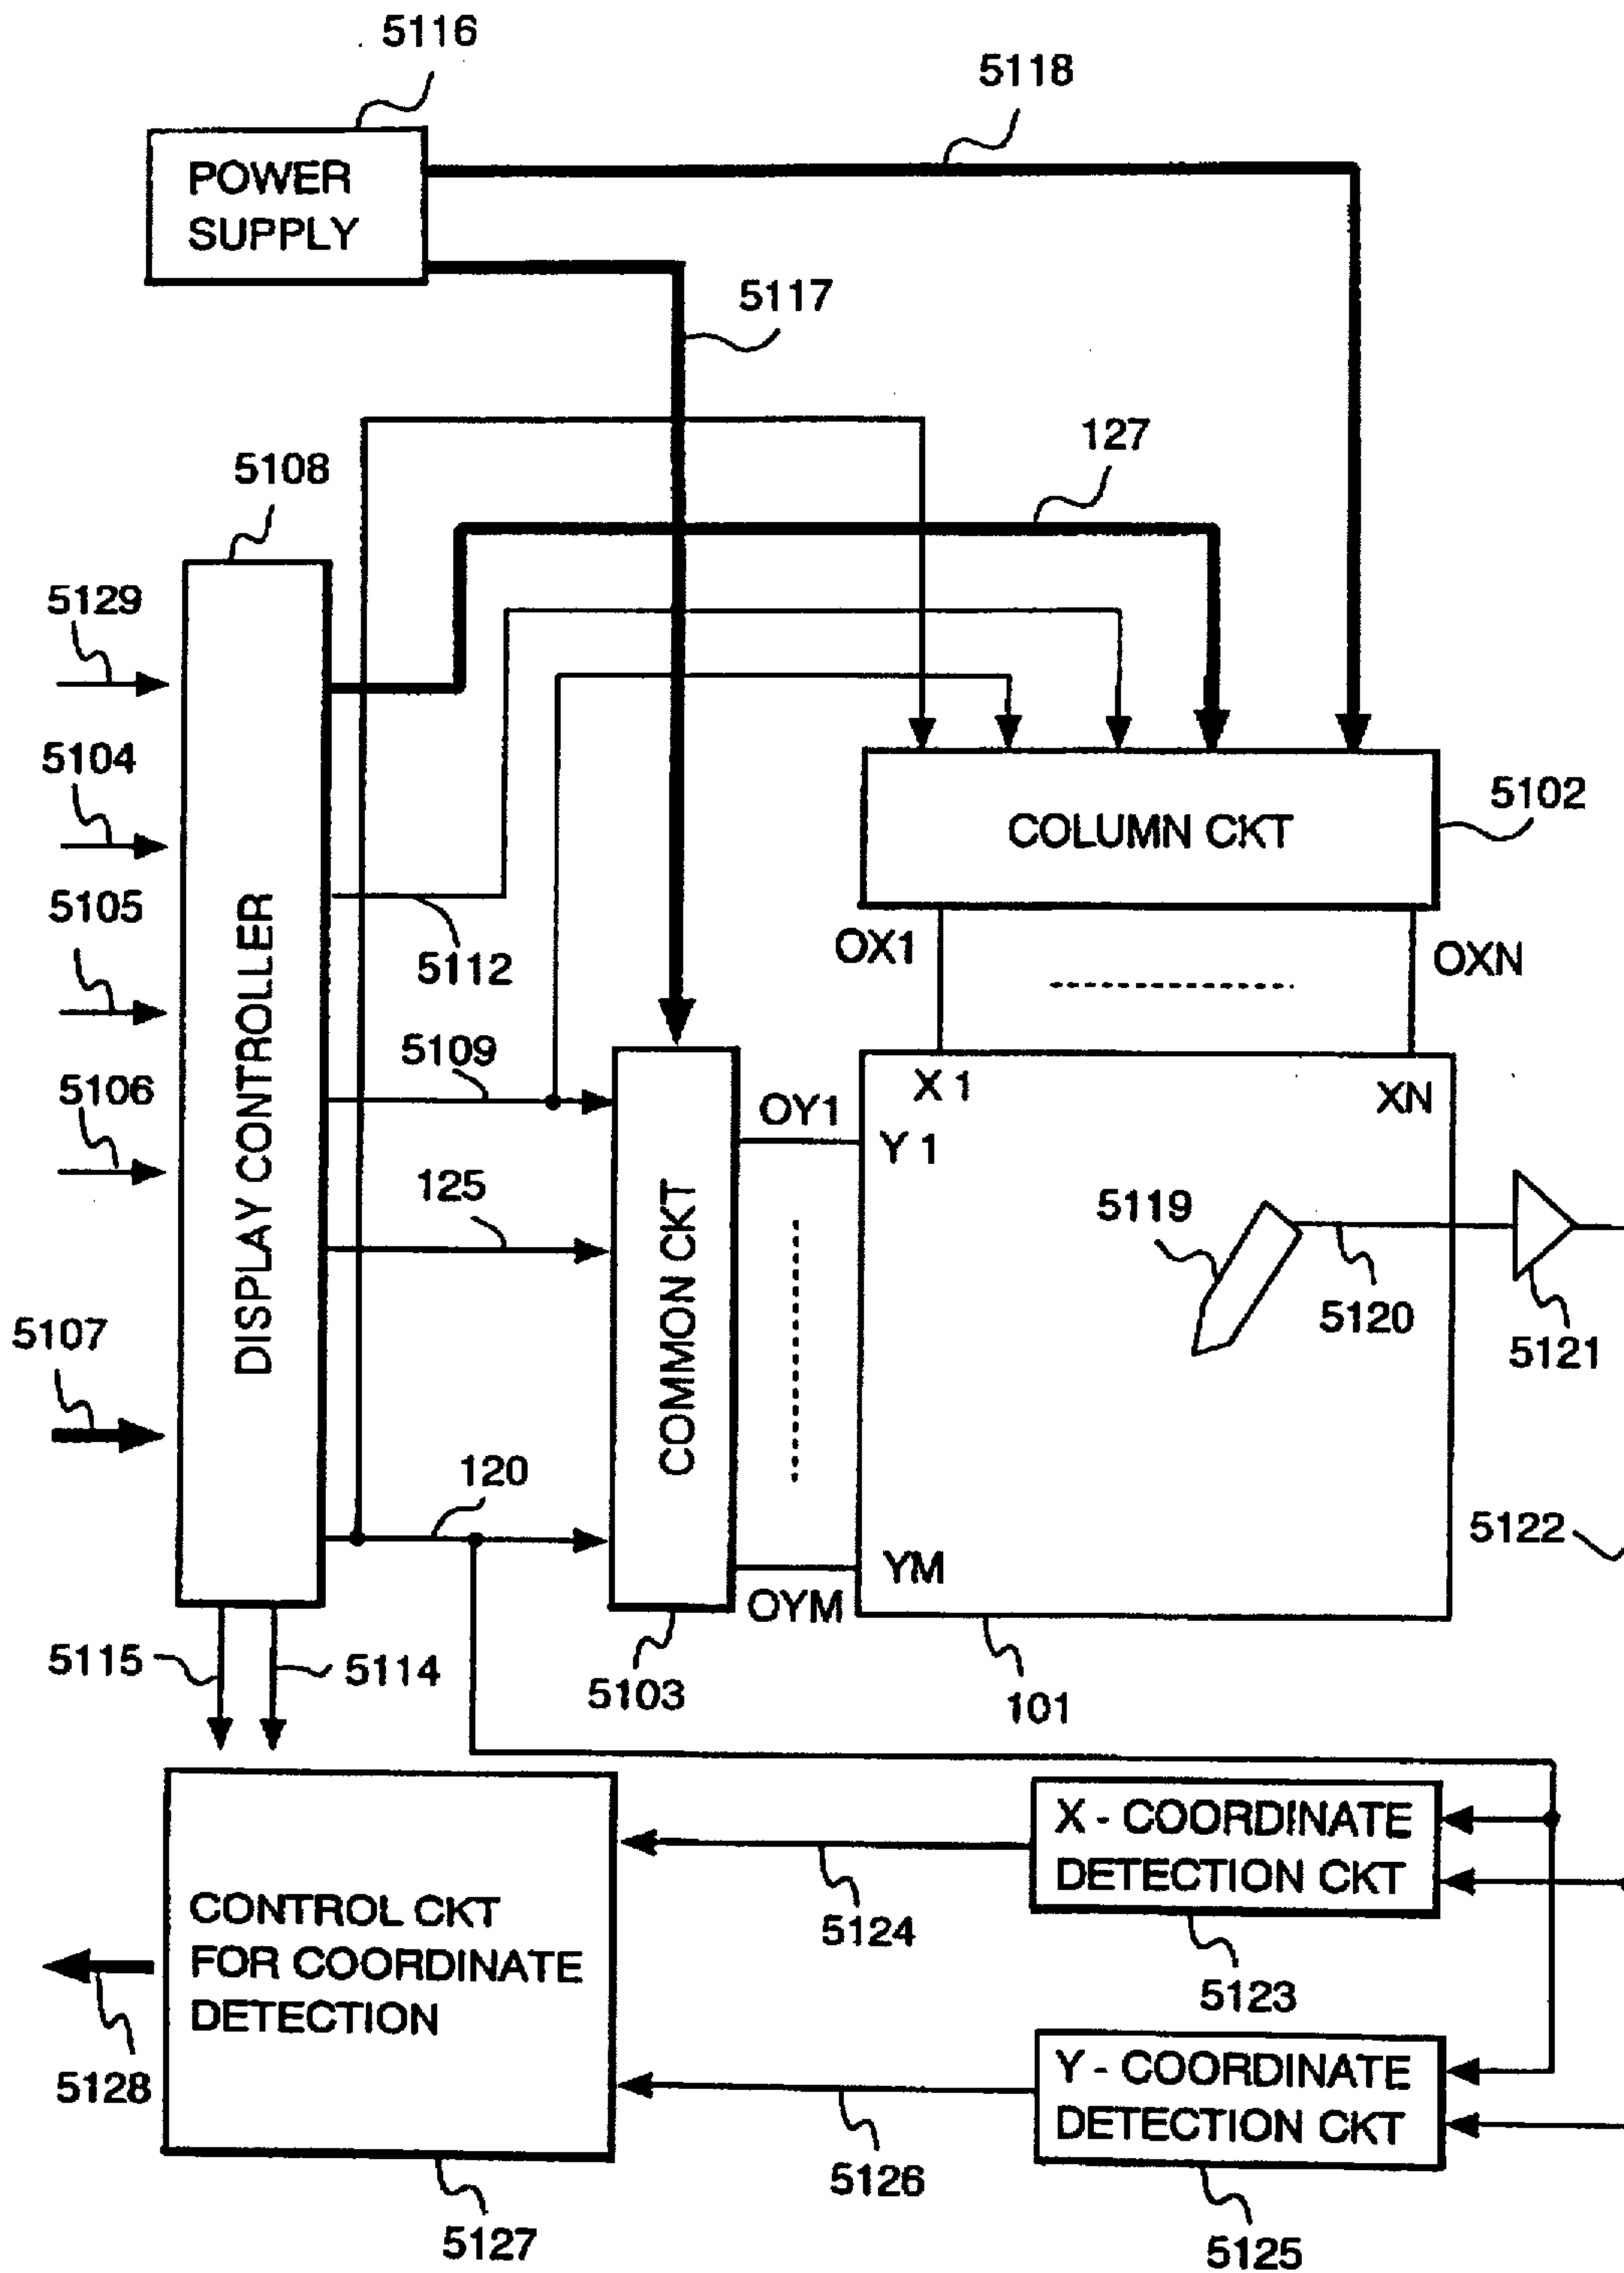 5116
5118
POWER
SUPPLY
5117
127
5108
5129
5104
5102
COLUMN CKT
5105
OX1
OXN
5112
5109
5106
X 1
XN
OY1
Y 1
125
5119
DISPLAY CONTROLLER
COMMON CKT
5120
5121
5107
120
5122
YM
OYM
5115
5114
5103
101
X - COORDINATE
DETECTION CKT
5124
CONTROL CKT
FOR COORDINATE
DETECTION
5123
5128
Y - COORDINATE
DETECTION CKT
5126
5127
5125